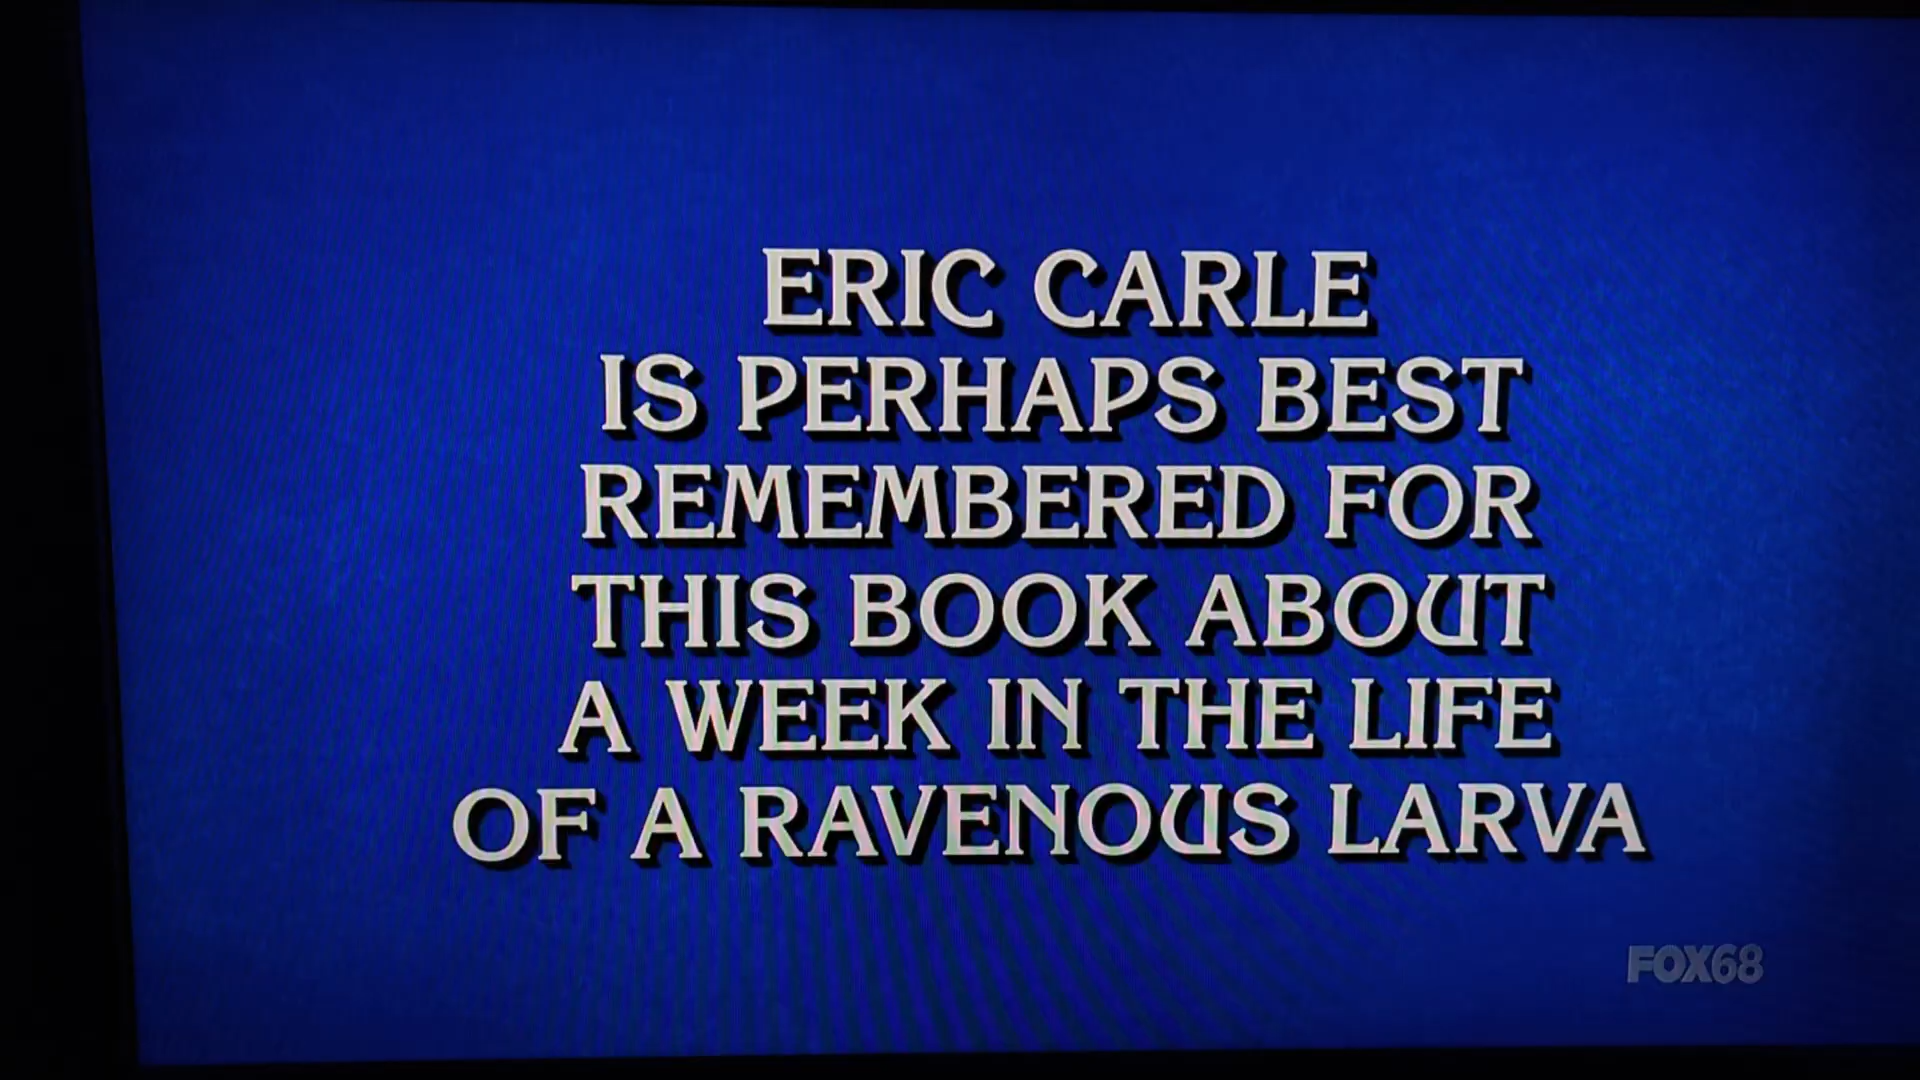 ERIC CARLE
IS PERHAPS BEST
REMEMBERED FOR
THIS BOOK ABOUT
A WEEK IN THE LIFE
OF A RAVENOUS LARVA
FOX68